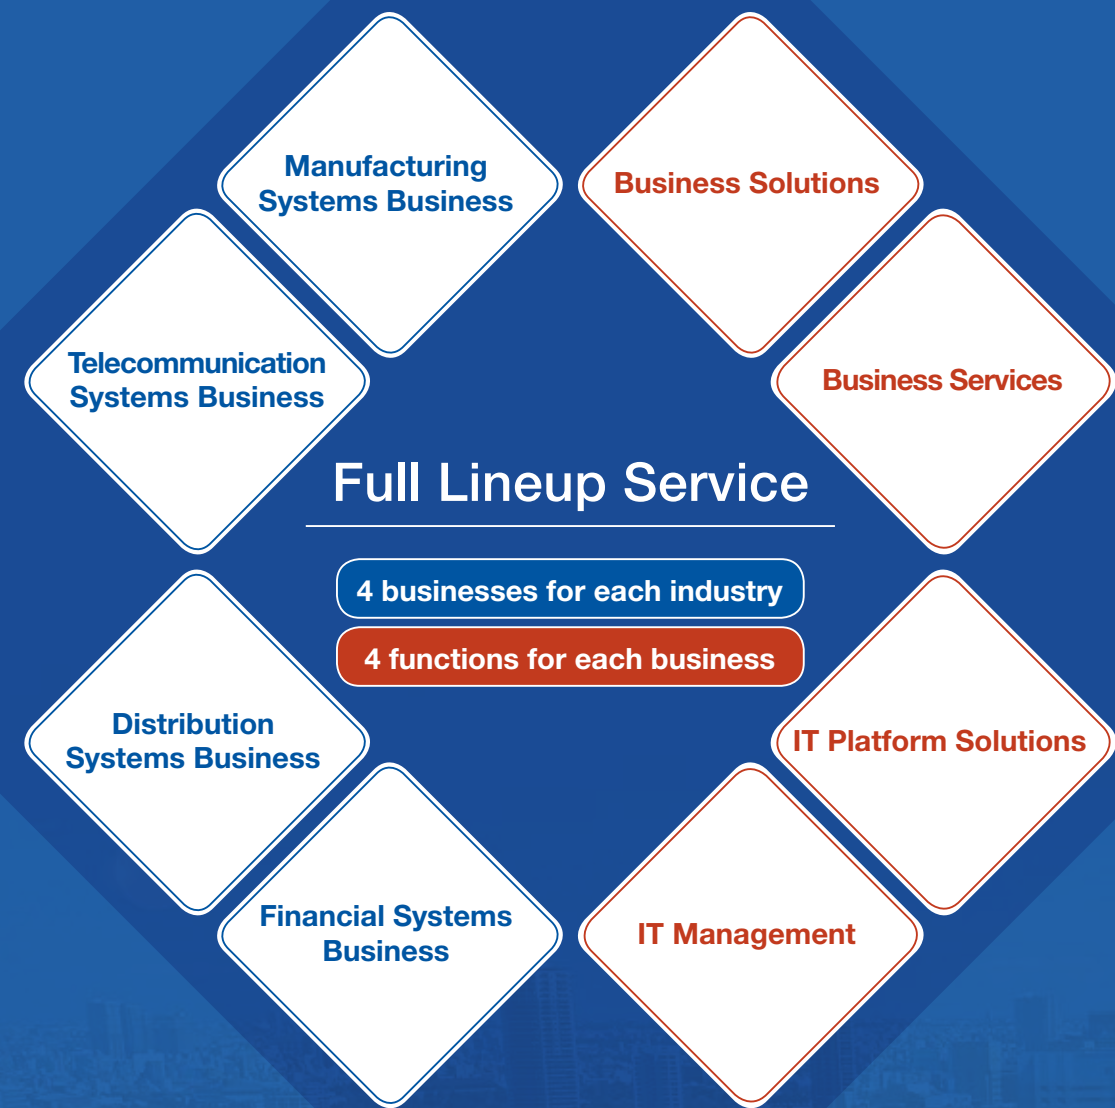 Manufacturing
Systems Business
Business Solutions
Telecommunication
Systems Business
Business Services
Full Lineup Service
4 businesses for each industry
4 functions for each business
Distribution
Systems Business
IT Platform Solutions
Financial Systems
Business
IT Management